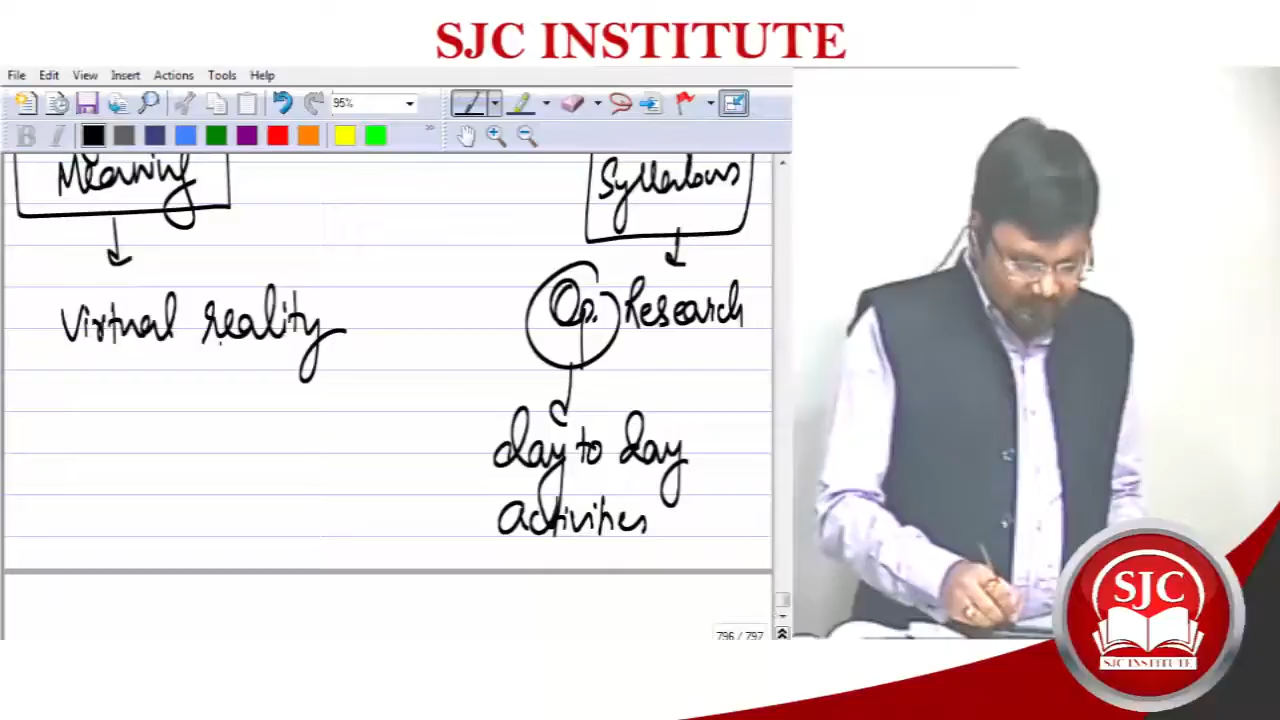 SJC INSTITUTE
File Edit View Insert Actions Tools Help
95%
B I
Meaning
Syllabus
Virtual reality
Op. Research
day to day
activities
796 / 797
SJC
SJC INSTITUTE